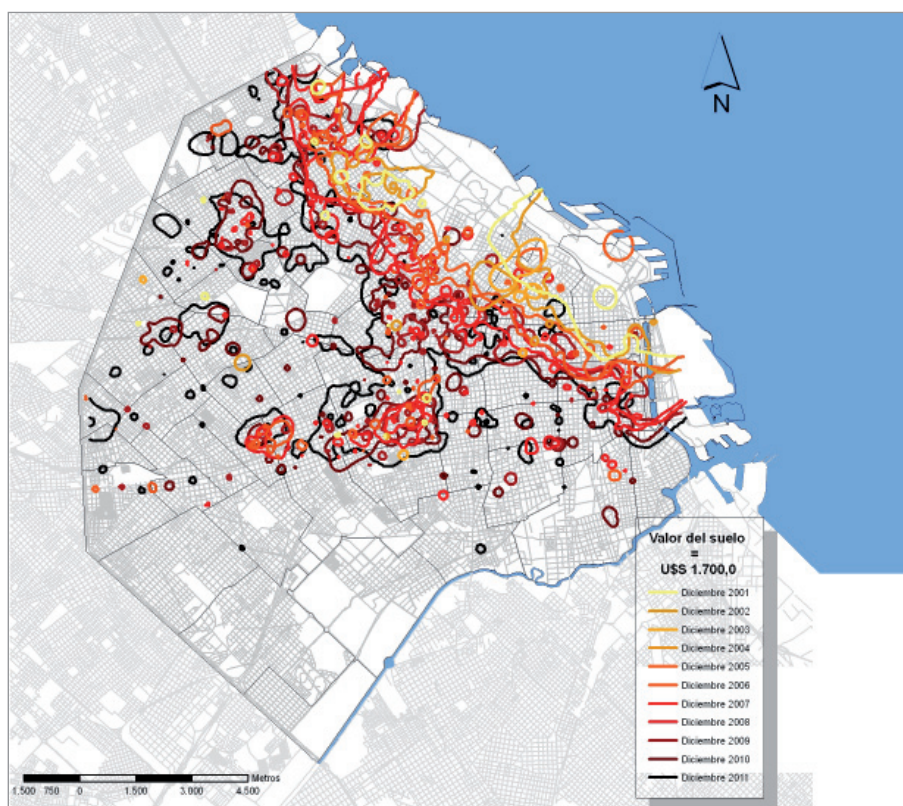 N
Valor del suelo
=
U$S 1.700,0
Diciembre 2001
Diciembre 2002
Diciembre 2003
Diciembre 2004
Diciembre 2005
Diciembre 2006
Diciembre 2007
Diciembre 2008
Diciembre 2009
Diciembre 2010
Diciembre 2011
1.500 750 0 1.500 3.000 4.500 Metros